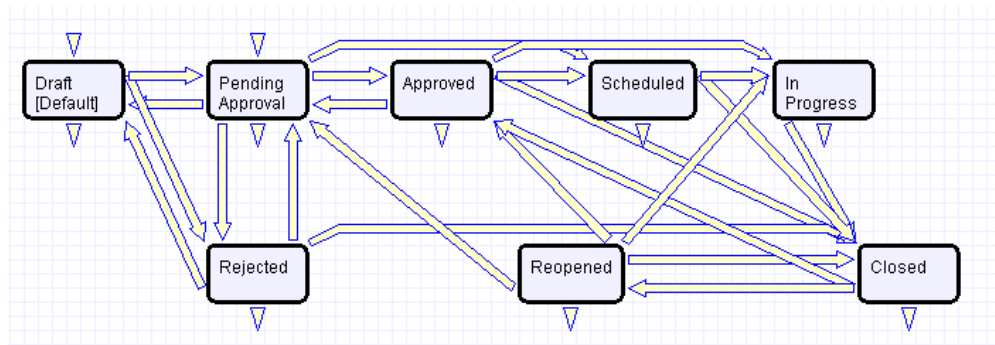 Draft
[Default]
Pending
Approval
Approved
Scheduled
In
Progress
Rejected
Reopened
Closed